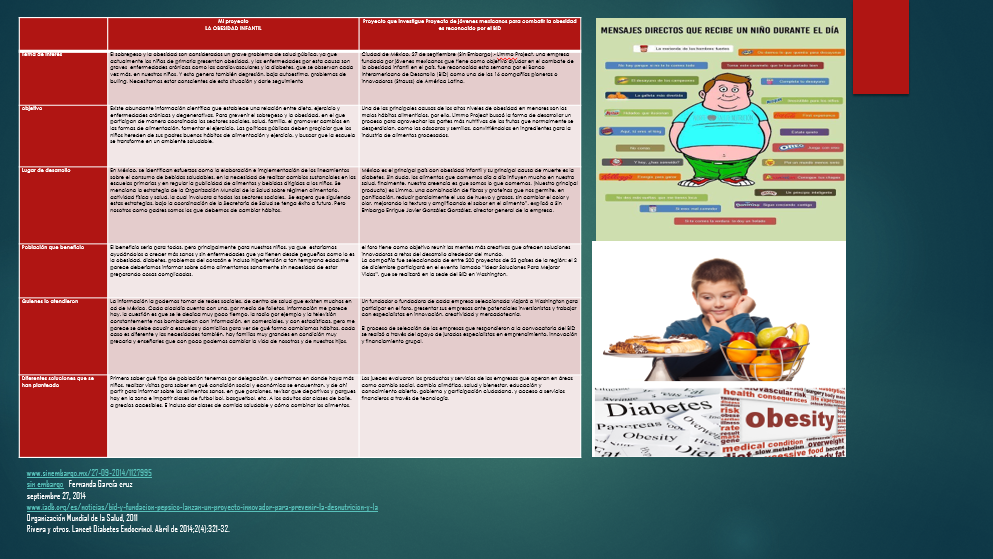 Mi proyecto
LA OBESIDAD INFANTIL
Proyecto que investigue Proyecto de jóvenes mexicanos para combatir la obesidad
es reconocido por el BID
Tema de interés
El sobrepeso y la obesidad son considerados un grave problema de salud pública, ya que
actualmente los niños de primaria presentan obesidad, y las enfermedades por esta causa son
graves, enfermedades crónicas como las cardiovasculares y la diabetes, que se observan cada
vez más, en nuestros niños. Y esto genera también depresión, baja autoestima, problemas de
bulling. Necesitamos estar conscientes de esta situación y darle seguimiento
Ciudad de México, 27 de septiembre (Sin Embargo).- Limmo Project, una empresa
fundada por jóvenes mexicanos que tiene como objetivo ayudar en el combate de
la obesidad infantil en el país, fue reconocida esta semana por el Banco
Interamericano de Desarrollo (BID) como una de las 16 compañías pioneras e
innovadoras de América Latina.
objetivo
Existe abundante información científica que establece una relación entre dieta, ejercicio y
enfermedades crónicas y degenerativas. Para prevenir el sobrepeso y la obesidad, en el que
participan de manera coordinada los sectores sociales, salud, familia, el promover cambios en
las formas de alimentación, fomentar el ejercicio. Las políticas públicas deben propiciar que los
niños hereden de sus padres buenos hábitos de alimentación y ejercicio, y buscar que la escuela
se transforme en un ambiente saludable.
Una de las principales causas de los altos niveles de obesidad en menores son los
malos hábitos alimenticios, por ello, Limmo Project buscó la forma de desarrollar un
proceso para aprovechar las partes más nutritivas de las frutas que normalmente se
desperdician, como las cáscaras y semillas, convirtiéndolas en ingredientes para la
industria de alimentos procesados.
Lugar de desarrollo
En México, se identifican esfuerzos como la elaboración e implementación de los lineamientos
sobre el consumo de bebidas saludables, en la necesidad de realizar cambios sustanciales en las
escuelas primarias y en regular la publicidad de alimentos y bebidas dirigidas a los niños. Se
menciona la estrategia de la Organización Mundial de la Salud sobre régimen alimentario,
actividad física y salud, la cual involucra a todos los sectores sociales. Se espera que siguiendo
estas estrategias, bajo la coordinación de la Secretaría de Salud se tenga éxito a futuro. Pero
nosotros como padres somos los que debemos de cambiar hábitos.
México es el principal país con obesidad infantil y su principal causa de muerte es la
diabetes. Sin duda, los alimentos que comemos día a día influyen mucho en nuestra
salud, finalmente, nuestra creencia es que somos lo que comemos. (Nuestro principal
producto) es Limmo, una combinación de fibras y proteínas que nos permite, en
panificación, reducir parcialmente el uso de huevo y grasas, sin cambiar el color y
olor, mejorando la textura y amplificando el sabor en el alimento", explicó a Sin
Embargo Enrique Javier González González, director general de la empresa.
Población que beneficio
El beneficio sería para todos, pero principalmente para nuestros niños, ya que estaríamos
ayudándolos a crecer más sanos y sin enfermedades que ya tienen desde pequeños como lo es
la obesidad, diabetes, problemas del corazón e incluso hipertensión a tan temprana edad.me
parece deberíamos informar sobre cómo alimentarnos sanamente sin necesidad de estar
preparando cosas complicadas.
el foro tiene como objetivo reunir las mentes más creativas que ofrecen soluciones
innovadoras a retos del desarrollo alrededor del mundo.
La compañía fue seleccionada de entre 300 proyectos de 23 países de la región; el 2
de diciembre participará en el evento llamado "Idear Soluciones Para Mejorar
Vidas", que se realizará en la sede del BID en Washington.
Quienes lo atendieron
La información la podemos tomar de redes sociales, de centro de salud que existen muchos en
cd de México. Cada alcaldía cuenta con uno, por medio de folletos. Información me parece
hay, la cuestión es que se le dedica muy poco tiempo, la radio por ejemplo y la televisión
constantemente nos bombardean con información, en comerciales, y con estadísticas, pero me
parece se debe acudir a escuelas y domicilios para ver de qué forma cambiamos hábitos, cada
caso es diferente y las necesidades también, hay familias muy grandes en condición muy
precaria y enseñarles que con poco podemos cambiar la vida de nosotros y de nuestros hijos.
Un fundador o fundadora de cada empresa seleccionada viajará a Washington para
participar en el foro, presentar sus empresas ante potenciales inversionistas y trabajar
con especialistas en innovación, creatividad y mercadotecnia.
El proceso de selección de las empresas que respondieron a la convocatoria del BID
se realizó a través del apoyo de jurados especialistas en emprendimiento, innovación
y financiamiento grupal.
Diferentes soluciones que se
han planteado
Primero saber qué tipo de población tenemos por delegación, y centrarnos en donde haya más
niños, realizar visitas para saber en qué condición social y económica se encuentran, y de ahí
partir para informar sobre los alimentos sanos, en que porciones, revisar que deportivos y parques
hay en la zona e impartir clases de futbol bol, basquetbol, etc. A los adultos dar clases de baile,
a precios accesibles. E incluso dar clases de comida saludable y cómo combinar los alimentos.
Los jueces evaluaron los productos y servicios de las empresas que operan en áreas
como cambio social, cambio climático, salud y bienestar, educación y
conocimiento abierto, gobierno y participación ciudadana, y acceso a servicios
financieros a través de tecnología.
MENSAJES DIRECTOS QUE RECIBE UN NIÑO DURANTE EL DÍA
Diabetes
Pancreas
Obesity
health consequences
obesity
medical condition
overweight
slow metabolism
www.sinembargo.mx/27-09-2014/1127995
sin embargo Fernanda García cruz
septiembre 27, 2014
www.iadb.org/es/noticias/bid-y-fundacion-pepsico-lanzan-un-proyecto-innovador-para-prevenir-la-desnutricion-y-la
Organización Mundial de la Salud, 2011
Rivera y otros. Lancet Diabetes Endocrinol. Abril de 2014;2(4):321-32.